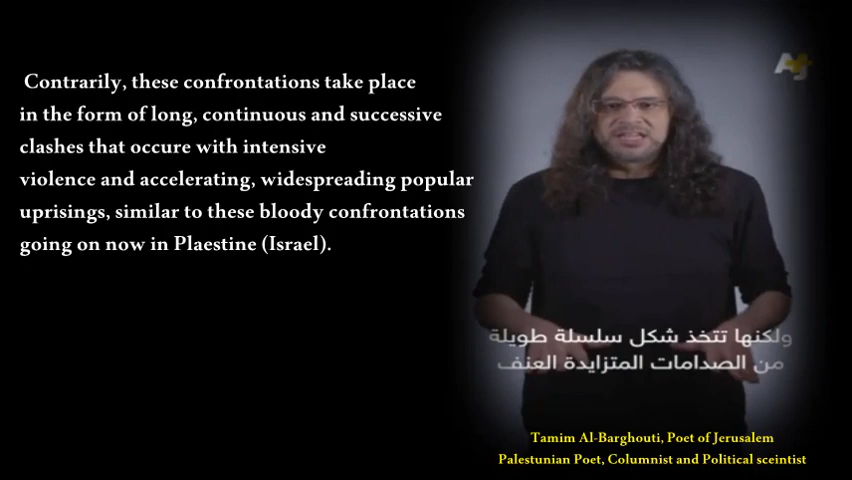 Contrarily, these confrontations take place
in the form of long, continuous and successive
clashes that occure with intensive
violence and accelerating, widespreading popular
uprisings, similar to these bloody confrontations
going on now in Plaestine (Israel).
AJ+
ولكنها تتخذ شكل سلسلة طويلة
من الصدامات المتزايدة العنف
Tamim Al-Barghouti, Poet of Jerusalem
Palestunian Poet, Columnist and Political sceintist